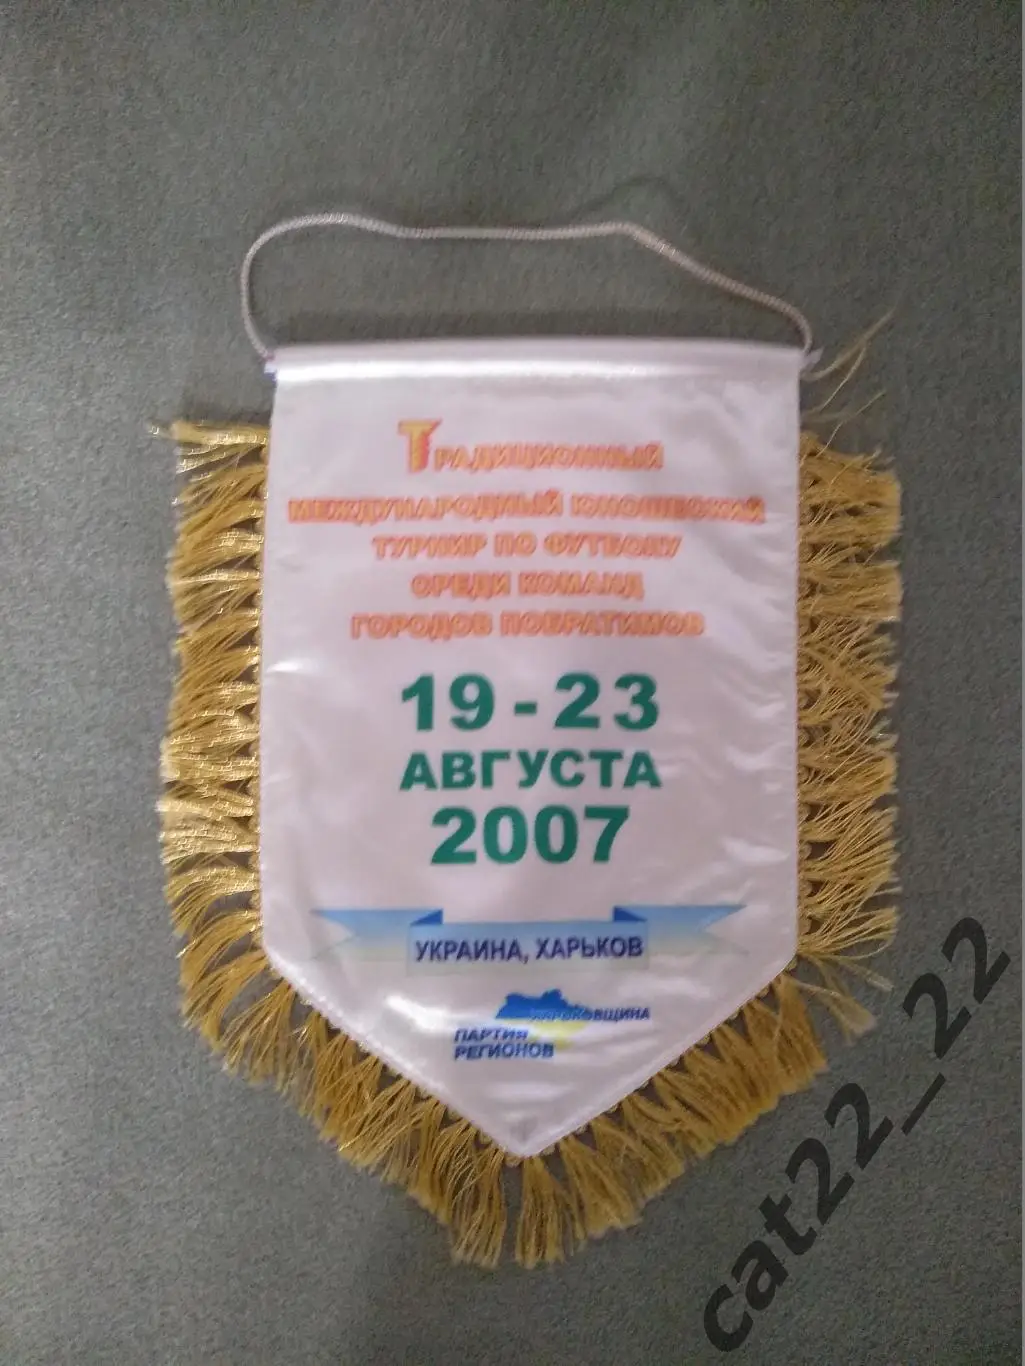 ТРАДИЦИОННЫЙ
МЕЖДУНАРОДНЫЙ ЮНОШЕСКИЙ
ТУРНИР ПО ФУТБОЛУ
СРЕДИ КОМАНД
ГОРОДОВ ПОБРАТИМОВ
19 - 23
АВГУСТА
2007
УКРАИНА, ХАРЬКОВ
ХАРЬКОВЩИНА
ПАРТИЯ
РЕГИОНОВ
cat22_22